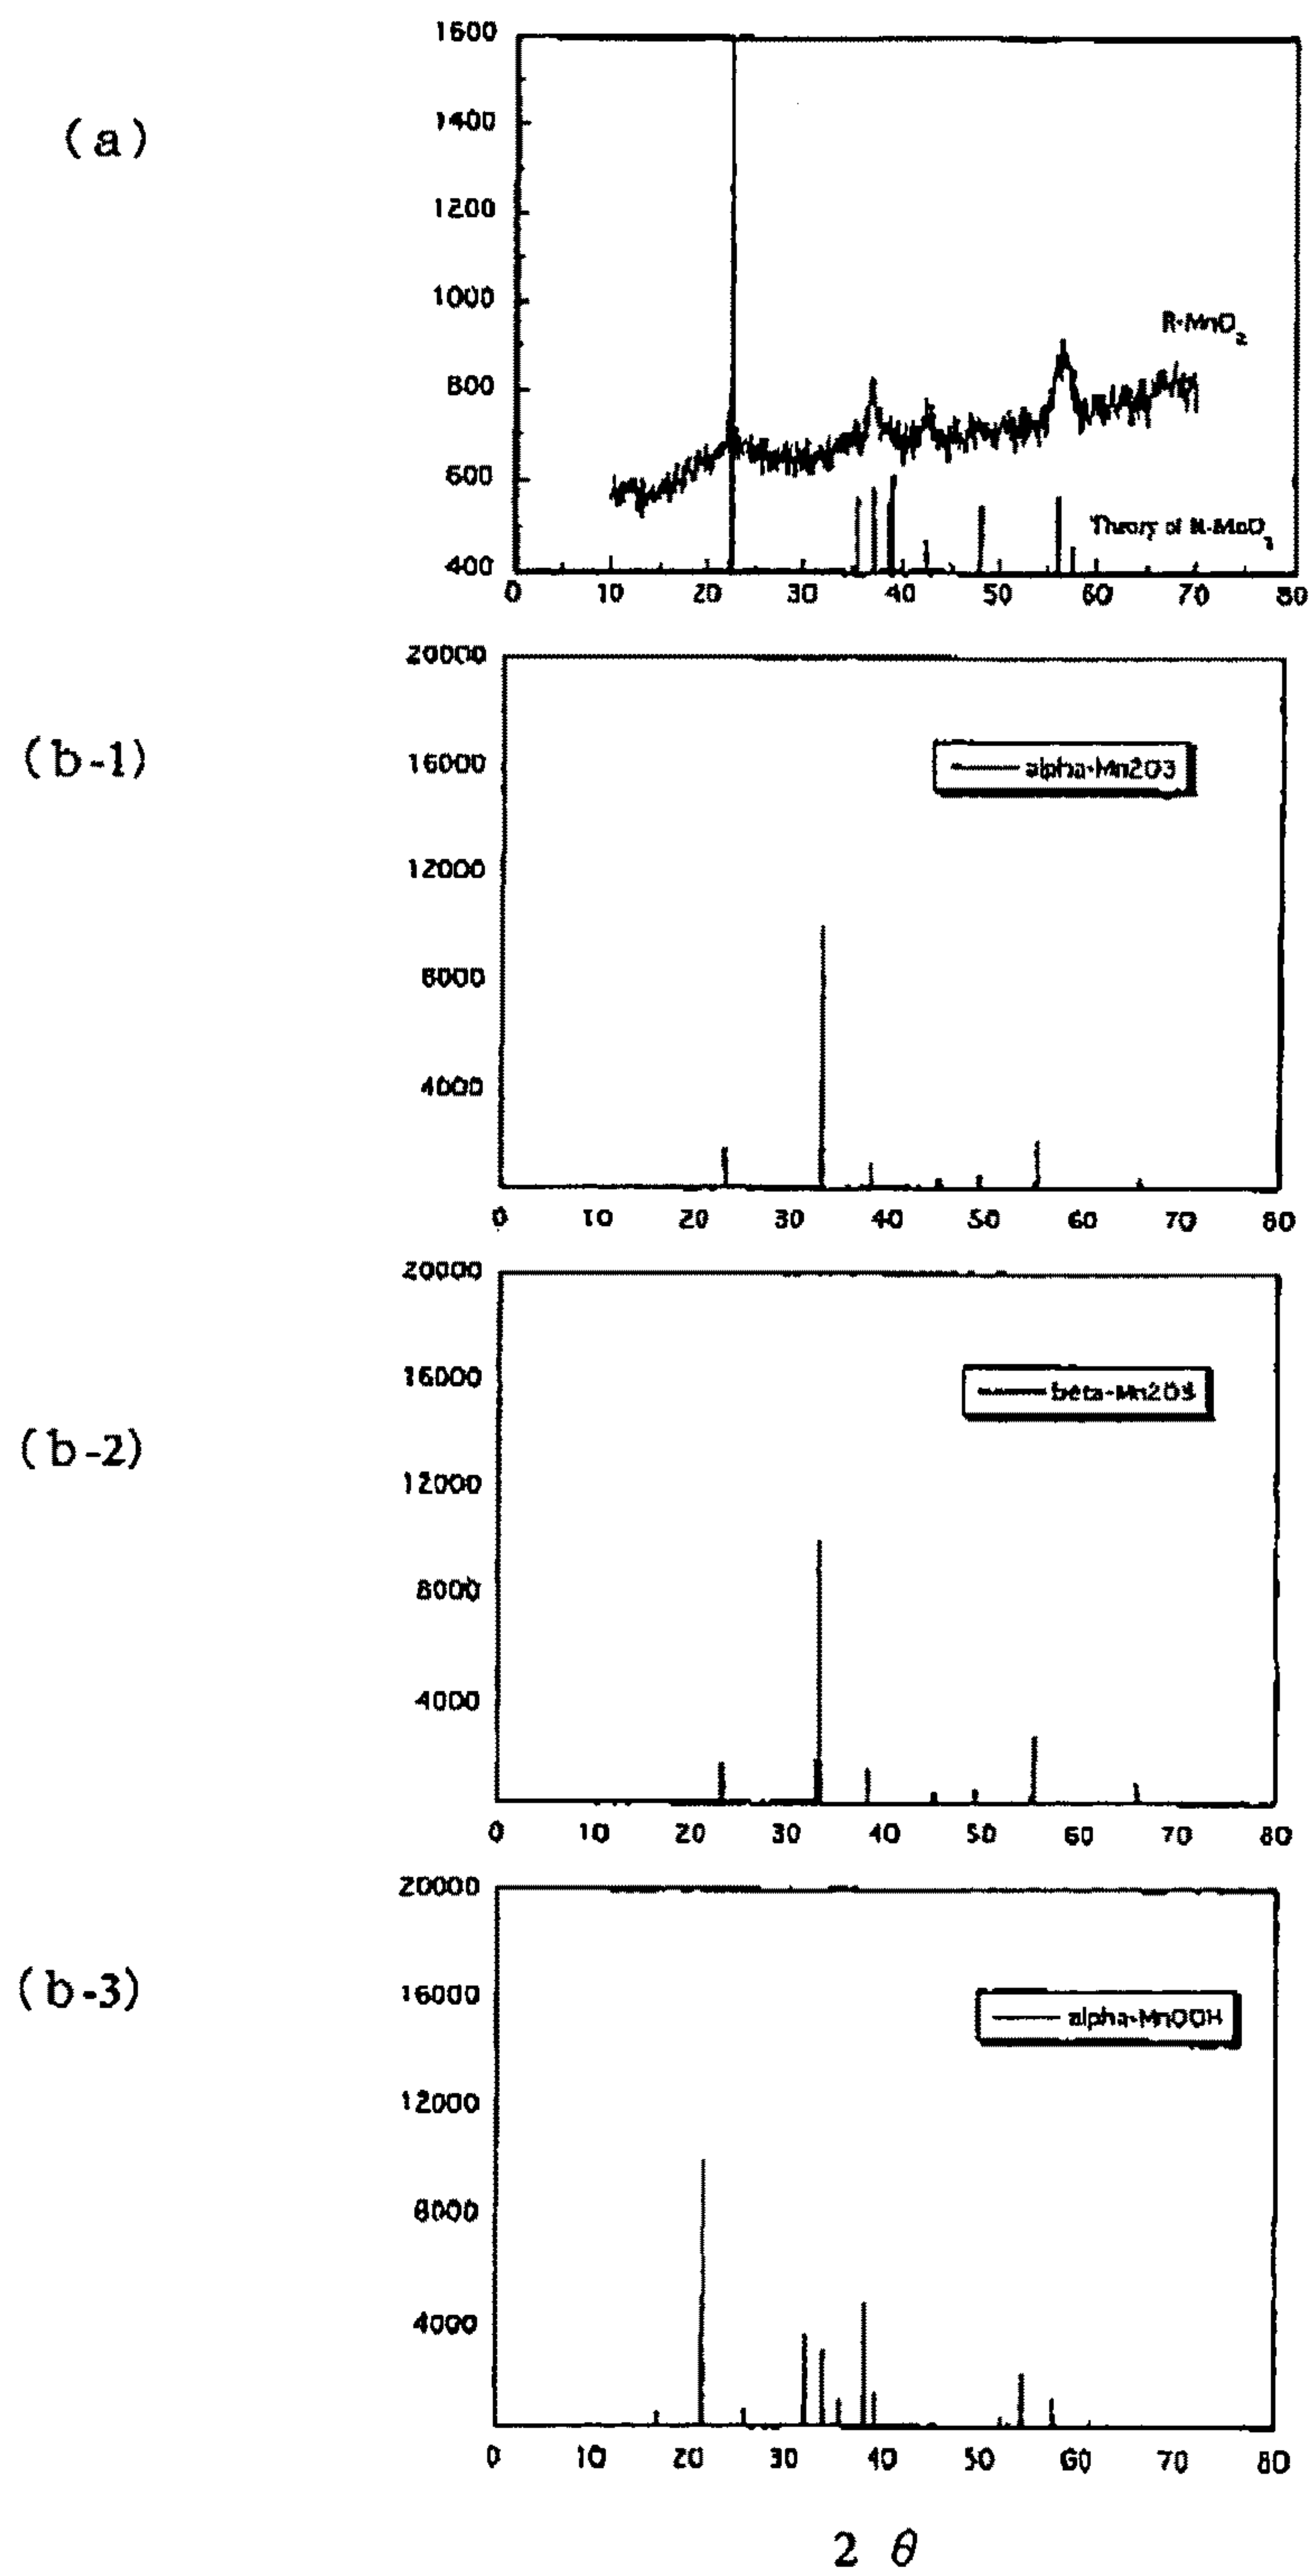 (a)
1600
1400
1200
1000
800
600
400
R-MnO2
Theory of R-MnO2
0 10 20 30 40 50 60 70 80
(b-1)
20000
16000
12000
8000
4000
alpha-Mn2O3
0 10 20 30 40 50 60 70 80
(b-2)
20000
16000
12000
8000
4000
beta-Mn2O3
0 10 20 30 40 50 60 70 80
(b-3)
20000
16000
12000
8000
4000
alpha-MnOOH
0 10 20 30 40 50 60 70 80
2 θ